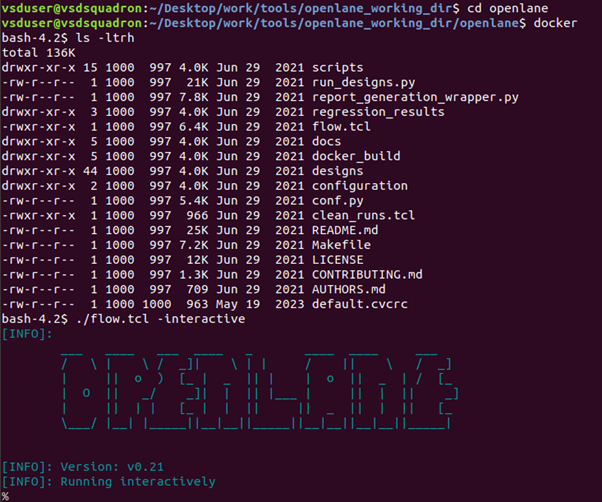 vsduser@vsdsquadron:~/Desktop/work/tools/openlane_working_dir$ cd openlane
vsduser@vsdsquadron:~/Desktop/work/tools/openlane_working_dir/openlane$ docker
bash-4.2$ ls -ltrh
total 136K
drwxr-xr-x 15 1000  997 4.0K Jun 29  2021 scripts
-rw-r--r--  1 1000  997  21K Jun 29  2021 run_designs.py
-rw-r--r--  1 1000  997 7.8K Jun 29  2021 report_generation_wrapper.py
drwxr-xr-x  3 1000  997 4.0K Jun 29  2021 regression_results
-rwxr-xr-x  1 1000  997 6.4K Jun 29  2021 flow.tcl
drwxr-xr-x  5 1000  997 4.0K Jun 29  2021 docs
drwxr-xr-x  5 1000  997 4.0K Jun 29  2021 docker_build
drwxr-xr-x 44 1000  997 4.0K Jun 29  2021 designs
drwxr-xr-x  2 1000  997 4.0K Jun 29  2021 configuration
-rw-r--r--  1 1000  997 5.4K Jun 29  2021 conf.py
-rwxr-xr-x  1 1000  997  966 Jun 29  2021 clean_runs.tcl
-rw-r--r--  1 1000  997  25K Jun 29  2021 README.md
-rw-r--r--  1 1000  997 7.2K Jun 29  2021 Makefile
-rw-r--r--  1 1000  997  12K Jun 29  2021 LICENSE
-rw-r--r--  1 1000  997 1.3K Jun 29  2021 CONTRIBUTING.md
-rw-r--r--  1 1000  997  709 Jun 29  2021 AUTHORS.md
-rw-r--r--  1 1000 1000  963 May 19  2023 default.cvcrc
bash-4.2$ ./flow.tcl -interactive
[INFO]:
OPENLANE
[INFO]: Version: v0.21
[INFO]: Running interactively
%